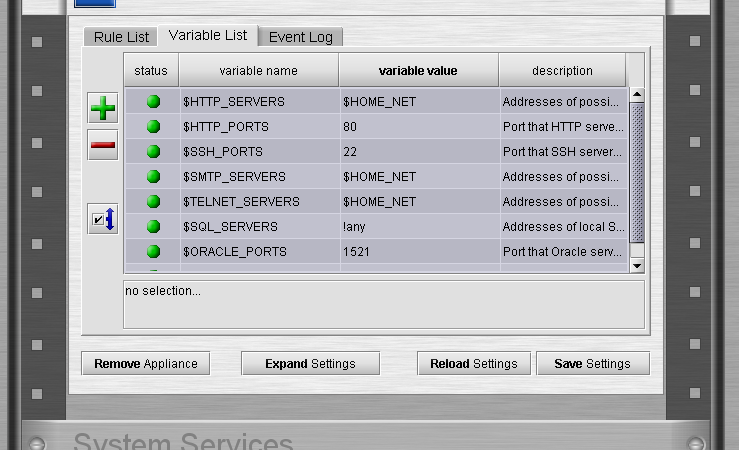 Rule List Variable List Event Log
status variable name variable value description
$HTTP_SERVERS $HOME_NET Addresses of possi...
$HTTP_PORTS 80 Port that HTTP serve...
$SSH_PORTS 22 Port that SSH server...
$SMTP_SERVERS $HOME_NET Addresses of possi...
$TELNET_SERVERS $HOME_NET Addresses of possi...
$SQL_SERVERS !any Addresses of local S...
$ORACLE_PORTS 1521 Port that Oracle serv...
no selection...
Remove Appliance Expand Settings Reload Settings Save Settings
System Services